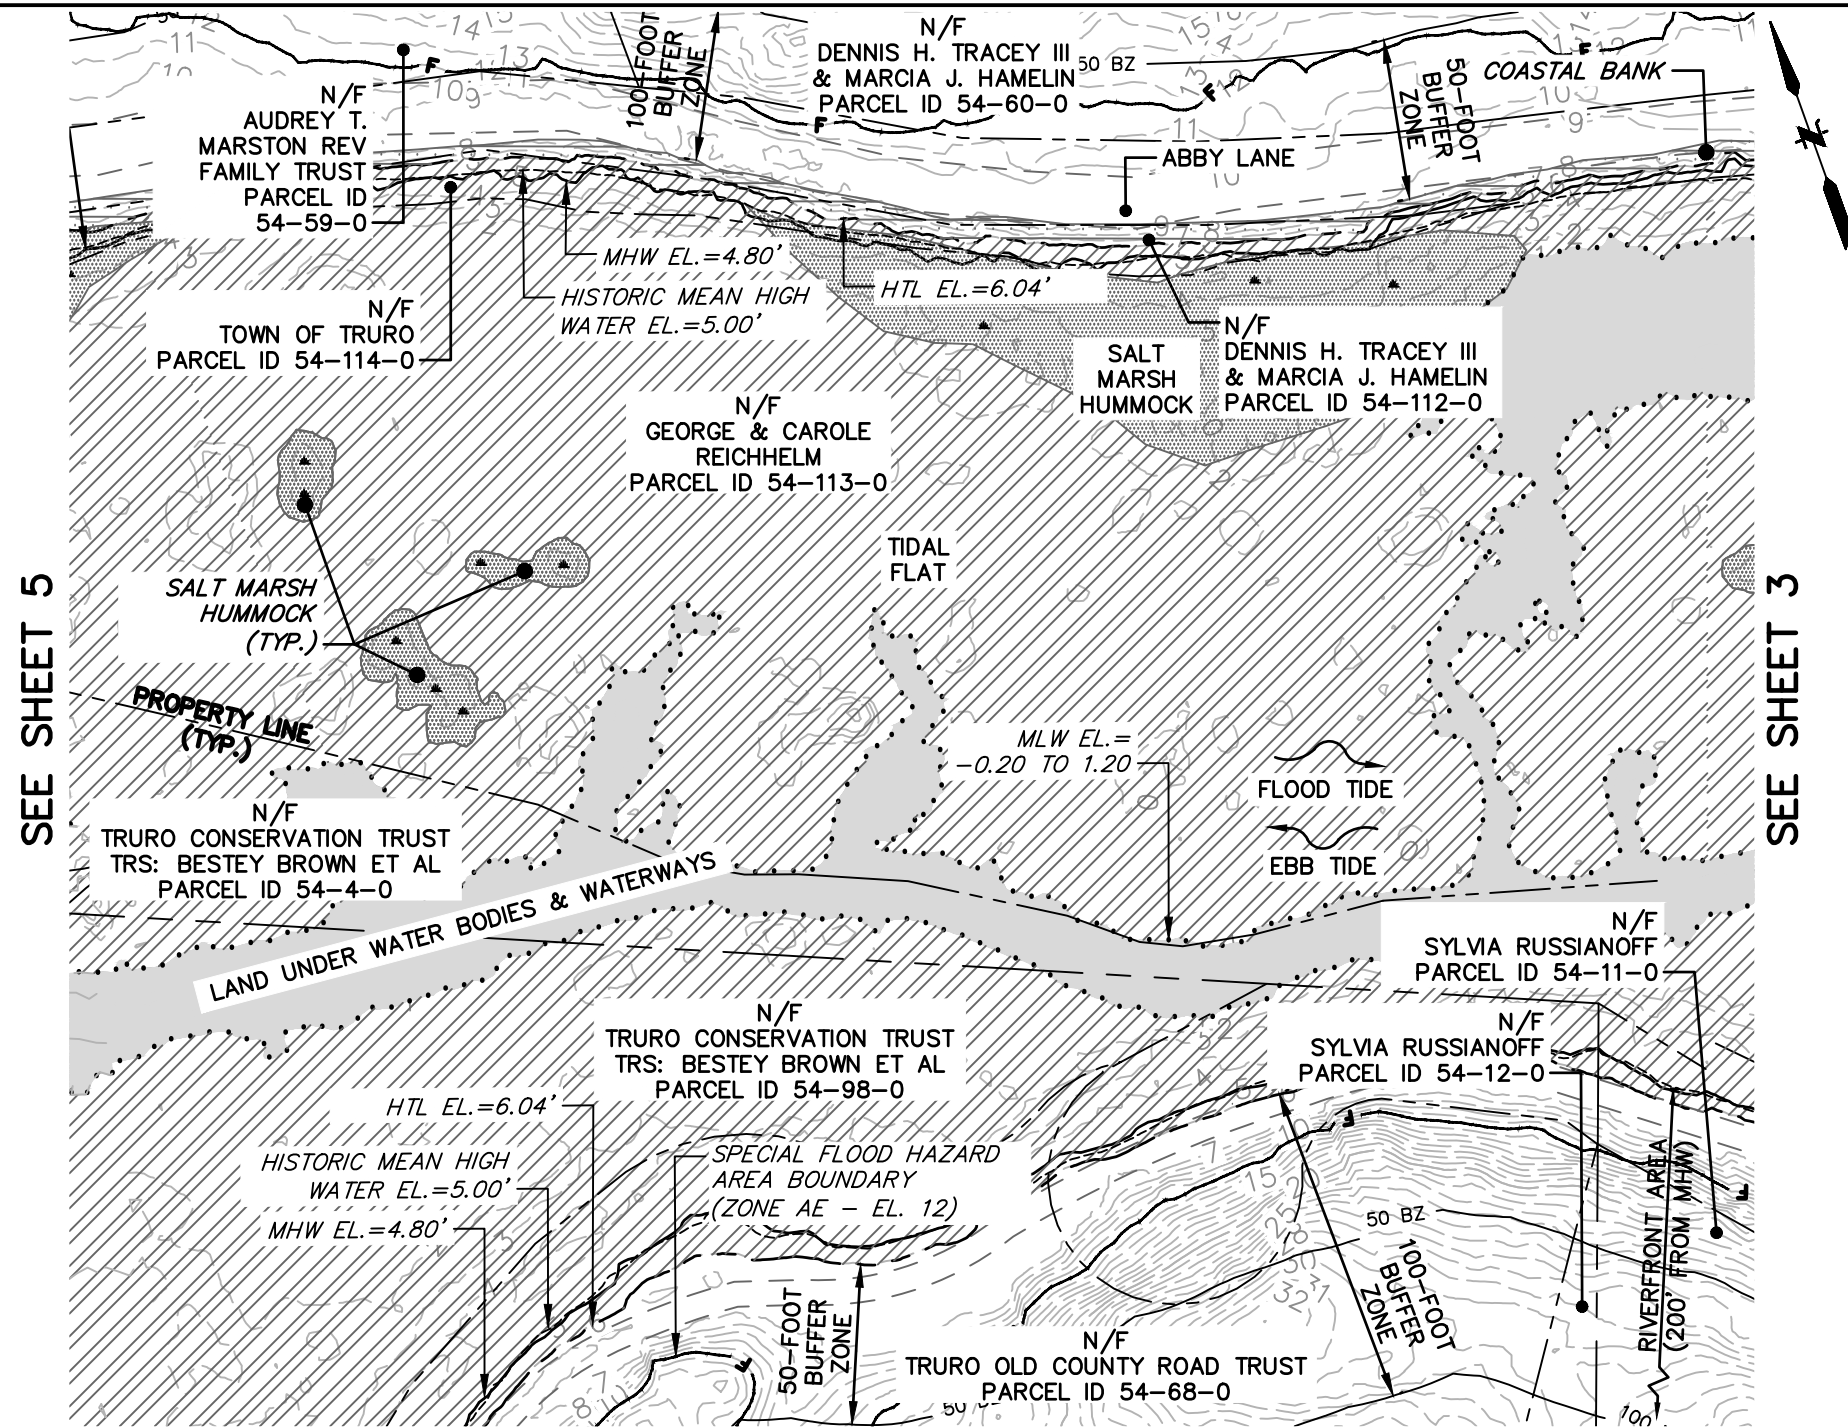 N/F
DENNIS H. TRACEY III
& MARCIA J. HAMELIN
PARCEL ID 54-60-0
100-FOOT
BUFFER
ZONE
50 BZ
50-FOOT
BUFFER
ZONE
COASTAL BANK
N/F
AUDREY T.
MARSTON REV
FAMILY TRUST
PARCEL ID
54-59-0
ABBY LANE
MHW EL.=4.80'
HISTORIC MEAN HIGH
WATER EL.=5.00'
HTL EL.=6.04'
N/F
TOWN OF TRURO
PARCEL ID 54-114-0
SALT
MARSH
HUMMOCK
N/F
DENNIS H. TRACEY III
& MARCIA J. HAMELIN
PARCEL ID 54-112-0
N/F
GEORGE & CAROLE
REICHHELM
PARCEL ID 54-113-0
TIDAL
FLAT
SALT MARSH
HUMMOCK
(TYP.)
SEE SHEET 5
SEE SHEET 3
PROPERTY LINE
(TYP.)
MLW EL.=
-0.20 TO 1.20
FLOOD TIDE
EBB TIDE
N/F
TRURO CONSERVATION TRUST
TRS: BESTEY BROWN ET AL
PARCEL ID 54-4-0
LAND UNDER WATER BODIES & WATERWAYS
N/F
SYLVIA RUSSIANOFF
PARCEL ID 54-11-0
N/F
TRURO CONSERVATION TRUST
TRS: BESTEY BROWN ET AL
PARCEL ID 54-98-0
N/F
SYLVIA RUSSIANOFF
PARCEL ID 54-12-0
HTL EL.=6.04'
HISTORIC MEAN HIGH
WATER EL.=5.00'
MHW EL.=4.80'
SPECIAL FLOOD HAZARD
AREA BOUNDARY
(ZONE AE - EL. 12)
50 BZ
100-FOOT
BUFFER
ZONE
RIVERFRONT AREA
(200' FROM MHW)
50-FOOT
BUFFER
ZONE
N/F
TRURO OLD COUNTY ROAD TRUST
PARCEL ID 54-68-0